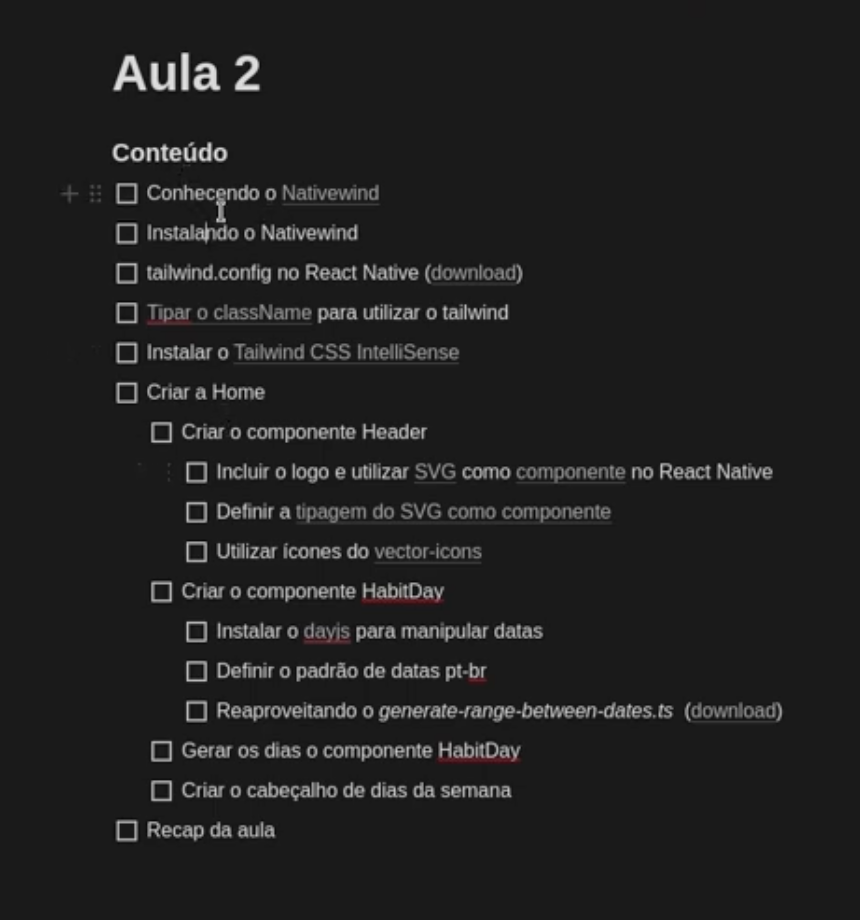 Aula 2
Conteúdo
Conhecendo o Nativewind
Instalando o Nativewind
tailwind.config no React Native (download)
Tipar o className para utilizar o tailwind
Instalar o Tailwind CSS IntelliSense
Criar a Home
Criar o componente Header
Incluir o logo e utilizar SVG como componente no React Native
Definir a tipagem do SVG como componente
Utilizar ícones do vector-icons
Criar o componente HabitDay
Instalar o dayjs para manipular datas
Definir o padrão de datas pt-br
Reaproveitando o generate-range-between-dates.ts (download)
Gerar os dias o componente HabitDay
Criar o cabeçalho de dias da semana
Recap da aula